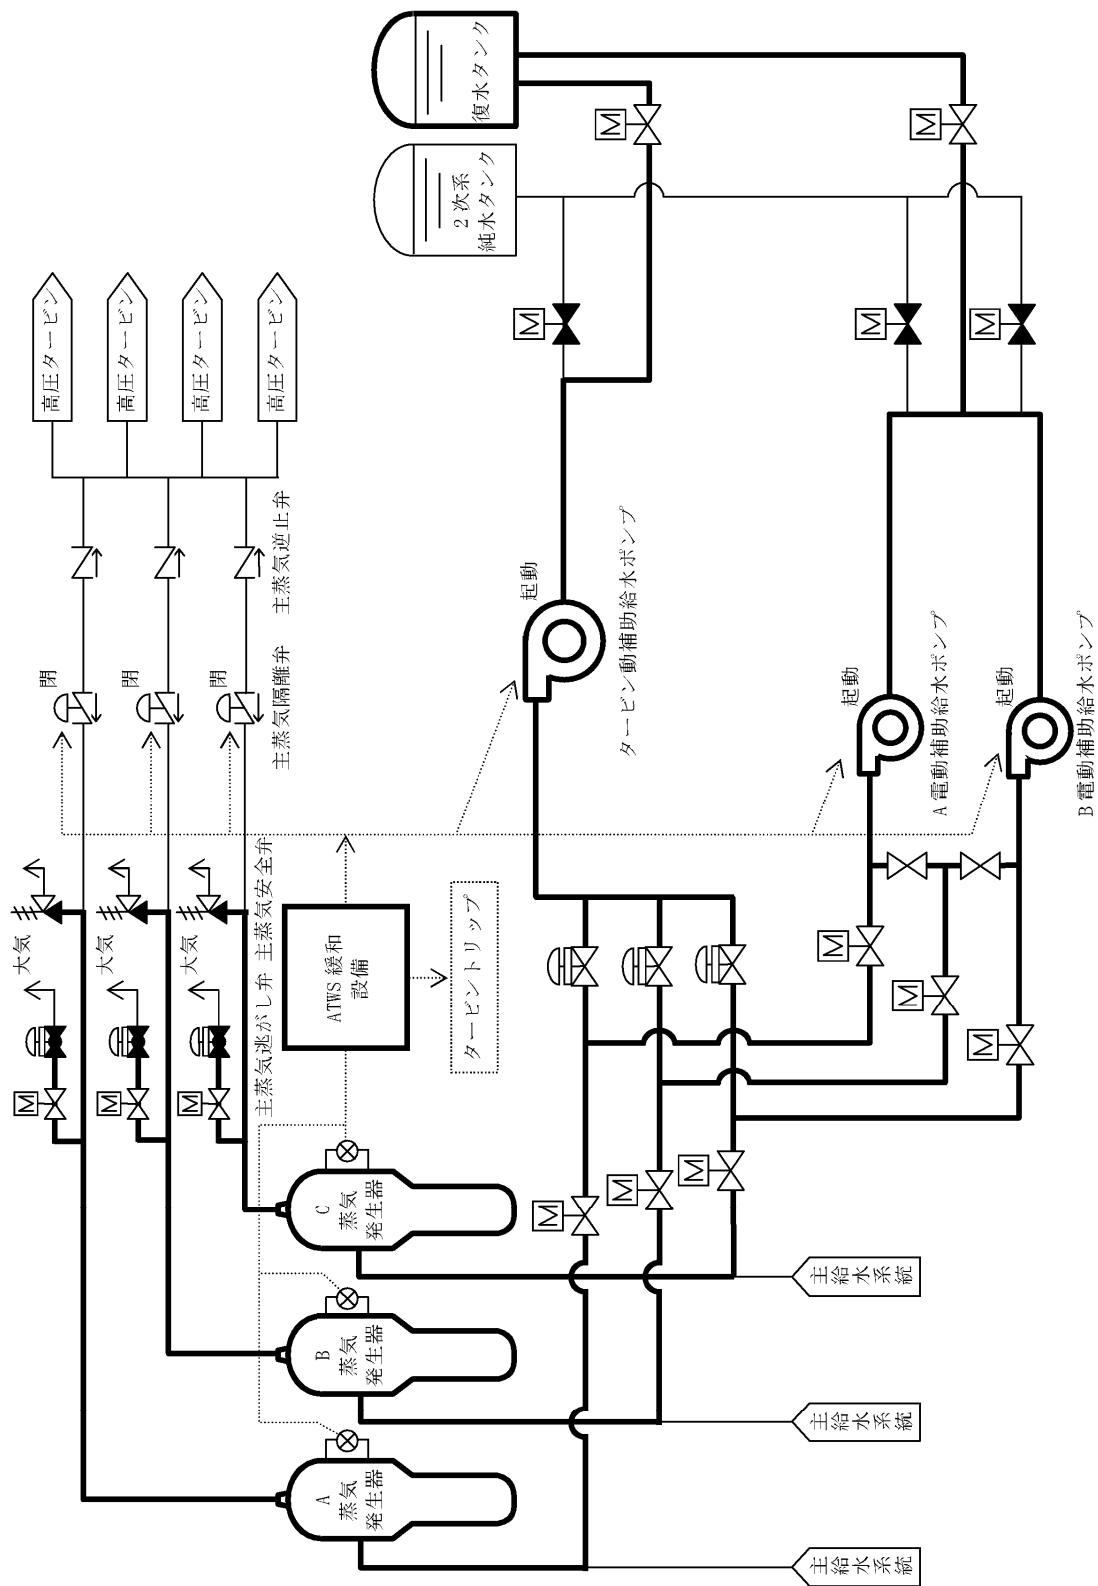 大気
大気
大気
主蒸気逃がし弁
主蒸気安全弁
M
M
M
閉
閉
閉
主蒸気隔離弁
主蒸気逆止弁
高圧タービン
高圧タービン
高圧タービン
高圧タービン
A
蒸気
発生器
B
蒸気
発生器
C
蒸気
発生器
ATWS緩和
設備
タービントリップ
2次系
純水タンク
復水タンク
M
M
M
M
M
起動
タービン動補助給水ポンプ
起動
A電動補助給水ポンプ
起動
B電動補助給水ポンプ
M
M
M
M
M
M
主給水系統
主給水系統
主給水系統